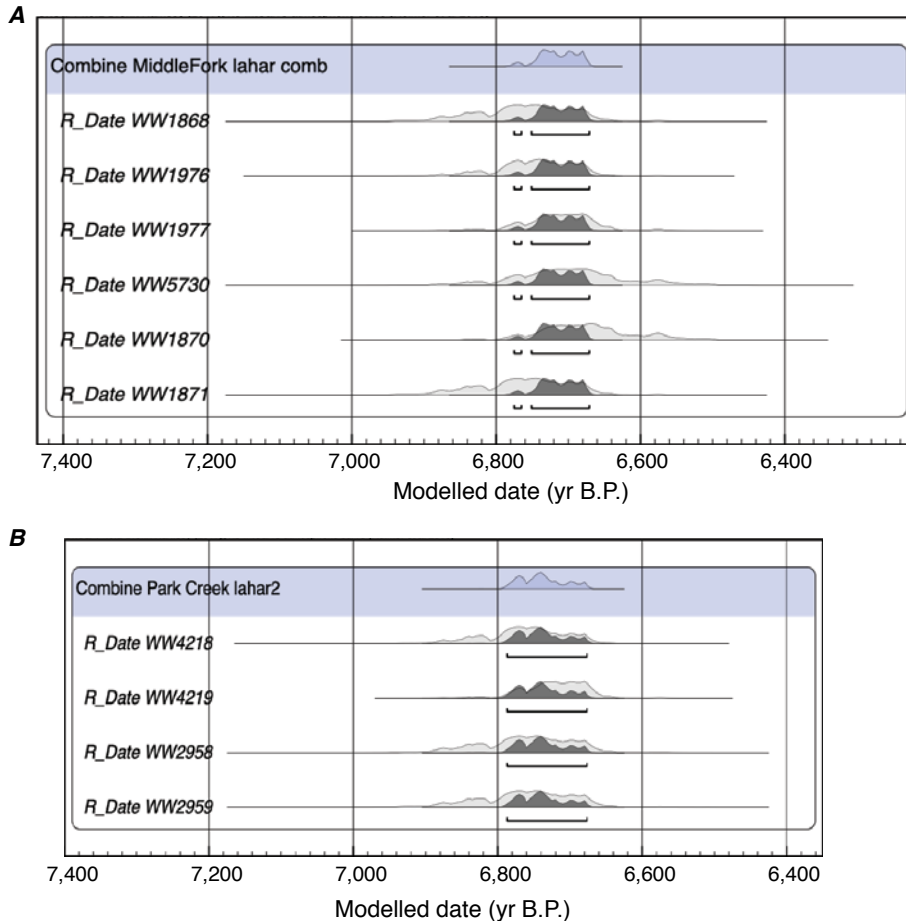 A
Combine MiddleFork lahar comb
R_Date WW1868
R_Date WW1976
R_Date WW1977
R_Date WW5730
R_Date WW1870
R_Date WW1871
7,400 7,200 7,000 6,800 6,600 6,400
Modelled date (yr B.P.)
B
Combine Park Creek lahar2
R_Date WW4218
R_Date WW4219
R_Date WW2958
R_Date WW2959
7,400 7,200 7,000 6,800 6,600 6,400
Modelled date (yr B.P.)